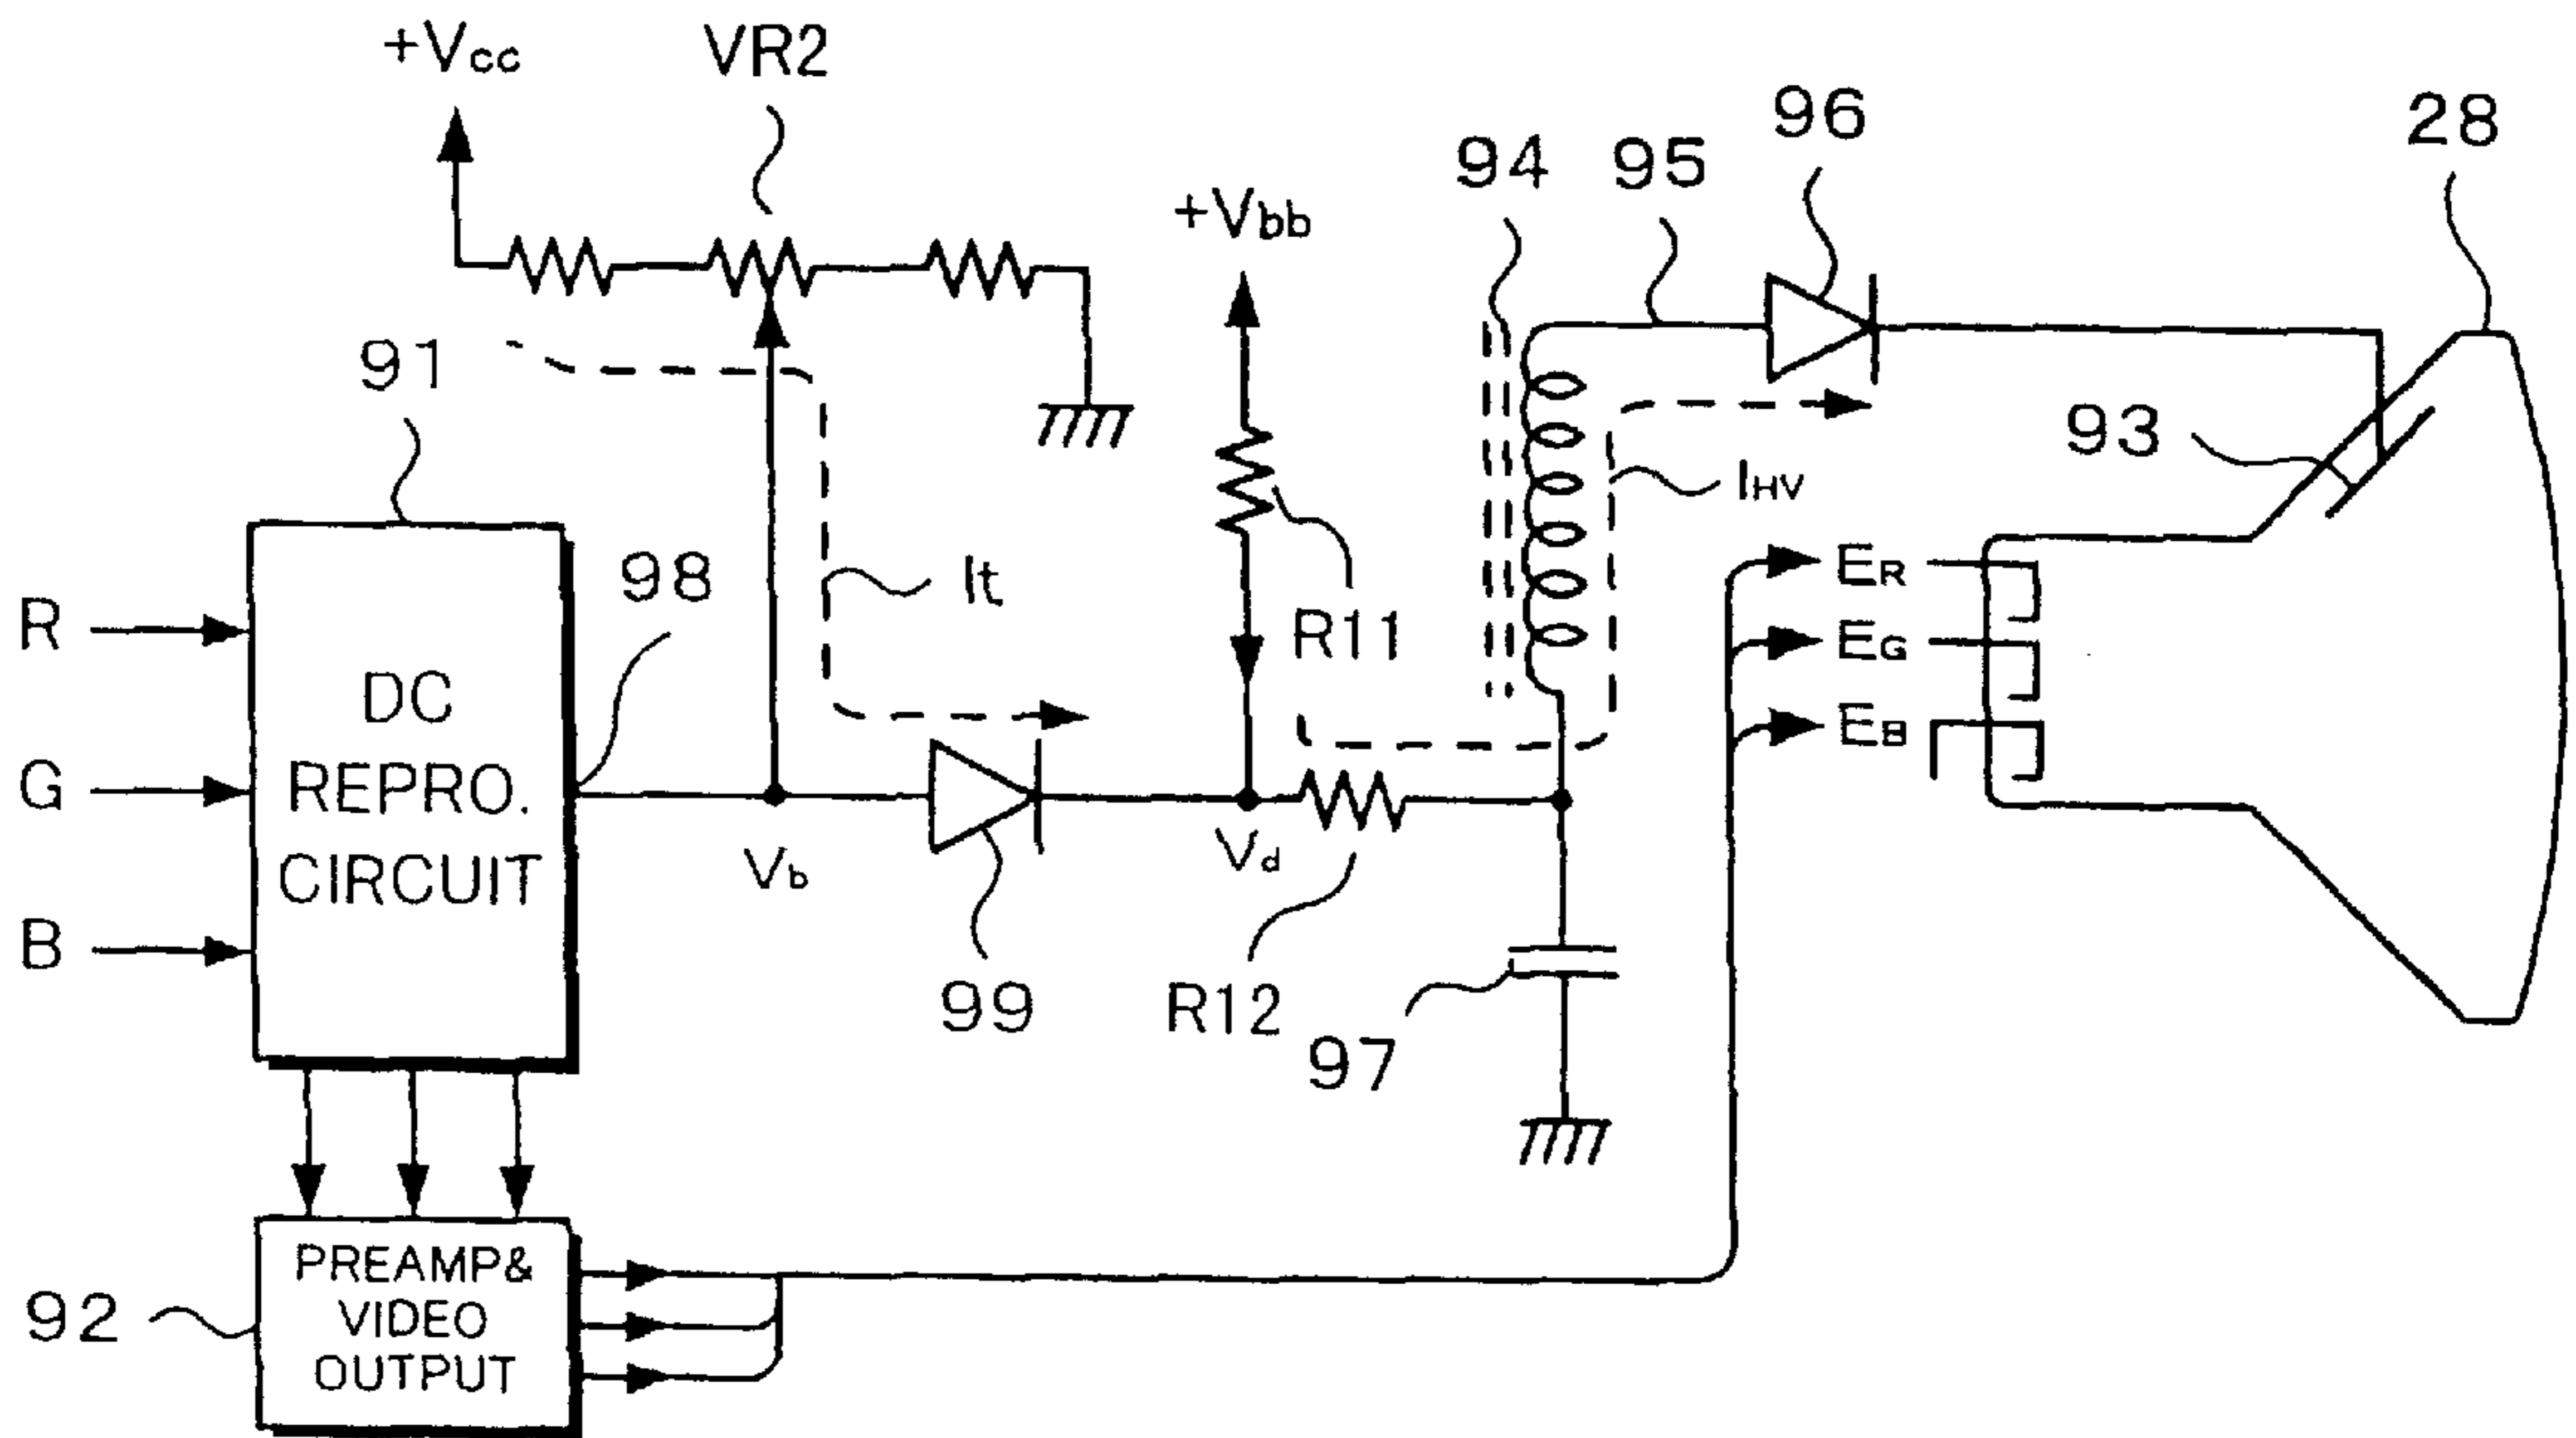 +Vcc
VR2
96
28
94
95
+Vbb
91
93
IHV
98
It
ER
R
R11
EG
DC
REPRO.
CIRCUIT
EB
G
Vb
Vd
B
99
R12
97
PREAMP&
VIDEO
OUTPUT
92